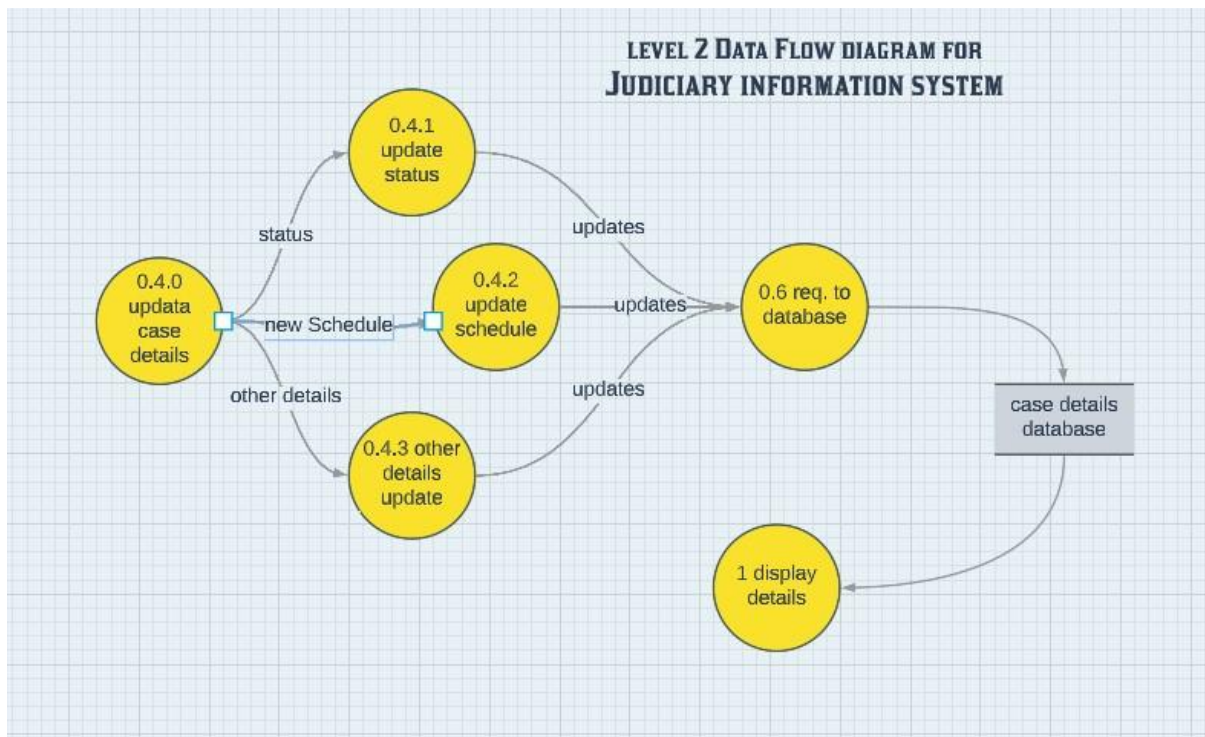 LEVEL 2 DATA FLOW DIAGRAM FOR
JUDICIARY INFORMATION SYSTEM
0.4.1
update
status
status
updates
0.4.0
updata
case
details
new Schedule
0.4.2
update
schedule
updates
0.6 req. to
database
other details
updates
case details
database
0.4.3 other
details
update
1 display
details